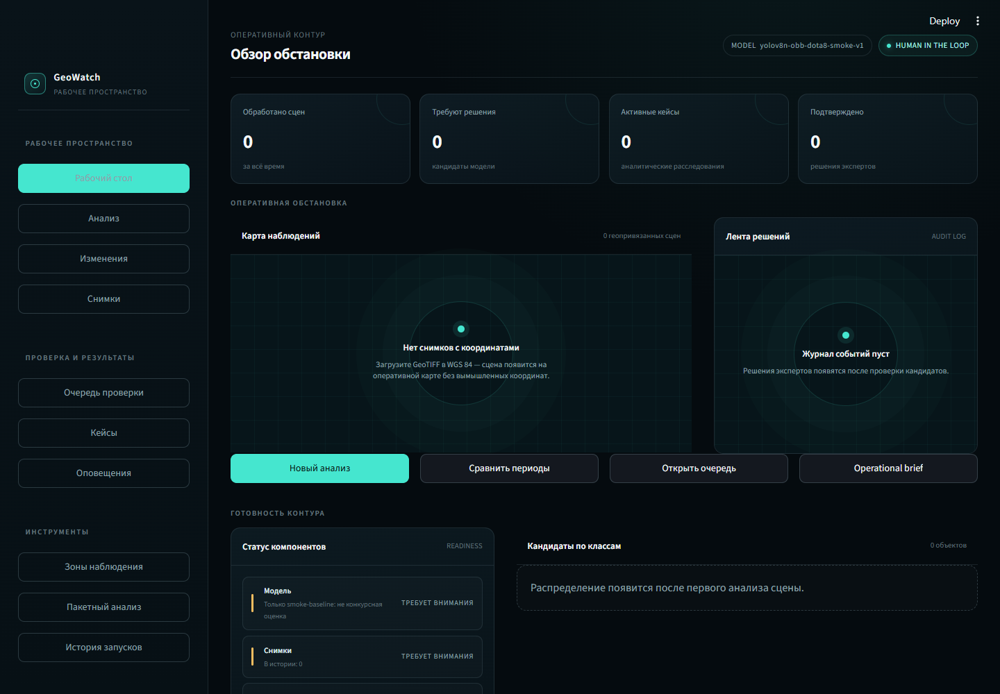 Deploy
GeoWatch
РАБОЧЕЕ ПРОСТРАНСТВО
РАБОЧЕЕ ПРОСТРАНСТВО
Рабочий стол
Анализ
Изменения
Снимки
ПРОВЕРКА И РЕЗУЛЬТАТЫ
Очередь проверки
Кейсы
Оповещения
ИНСТРУМЕНТЫ
Зоны наблюдения
Пакетный анализ
История запусков
ОПЕРАТИВНЫЙ КОНТУР
Обзор обстановки
MODEL yolov8n-obb-dota8-smoke-v1
HUMAN IN THE LOOP
Обработано сцен
0
за всё время
Требуют решения
0
кандидаты модели
Активные кейсы
0
аналитические расследования
Подтверждено
0
решения экспертов
ОПЕРАТИВНАЯ ОБСТАНОВКА
Карта наблюдений
0 геопривязанных сцен
Нет снимков с координатами
Загрузите GeoTIFF в WGS 84 — сцена появится на
оперативной карте без вымышленных координат.
Лента решений
AUDIT LOG
Журнал событий пуст
Решения экспертов появятся после проверки кандидатов.
Новый анализ
Сравнить периоды
Открыть очередь
Operational brief
ГОТОВНОСТЬ КОНТУРА
Статус компонентов
READINESS
Модель
Только smoke-baseline: не конкурсная
оценка
ТРЕБУЕТ ВНИМАНИЯ
Снимки
В истории: 0
ТРЕБУЕТ ВНИМАНИЯ
Кандидаты по классам
0 объектов
Распределение появится после первого анализа сцены.